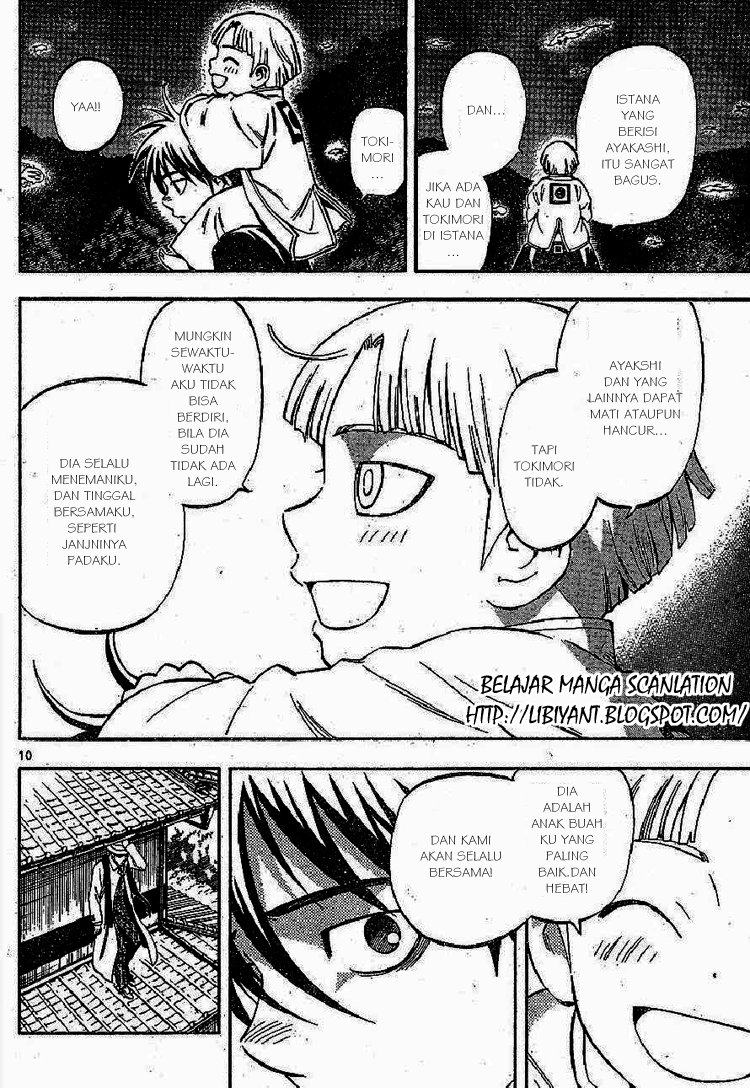 ISTANA
YANG
BERISI
AYAKASHI,
ITU SANGAT
BAGUS.
DAN...
JIKA ADA
KAU DAN
TOKIMORI
DI ISTANA
...
TOKI-
MORI
...
YAA!!
AYAKSHI
DAN YANG
LAINNYA DAPAT
MATI ATAUPUN
HANCUR...
TAPI
TOKIMORI
TIDAK.
MUNGKIN
SEWAKTU-
WAKTU
AKU TIDAK
BISA
BERDIRI,
BILA DIA
SUDAH
TIDAK ADA
LAGI.
DIA SELALU
MENEMANIKU,
DAN TINGGAL
BERSAMAKU,
SEPERTI
JANJNINYA
PADAKU.
BELAJAR MANGA SCANLATION
HTTP://LIBIYANT.BLOGSPOT.COM/
10
DIA
ADALAH
ANAK BUAH
KU YANG
PALING
BAIK.DAN
HEBAT!
DAN KAMI
AKAN SELALU
BERSAMA!